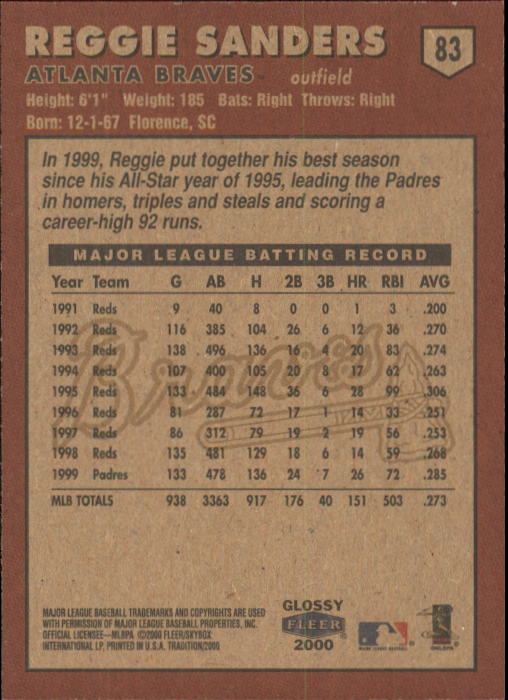 REGGIE SANDERS
83
ATLANTA BRAVES outfield
Height: 6'1" Weight: 185 Bats: Right Throws: Right
Born: 12-1-67 Florence, SC
In 1999, Reggie put together his best season
since his All-Star year of 1995, leading the Padres
in homers, triples and steals and scoring a
career-high 92 runs.
MAJOR LEAGUE BATTING RECORD
Year Team G AB H 2B 3B HR RBI AVG
1991 Reds 9 40 8 0 0 1 3 .200
1992 Reds 116 385 104 26 6 12 36 .270
1993 Reds 138 496 136 16 4 20 83 .274
1994 Reds 107 400 105 20 8 17 62 .263
1995 Reds 133 484 148 36 6 28 99 .306
1996 Reds 81 287 72 17 1 14 33 .251
1997 Reds 86 312 79 19 2 19 56 .253
1998 Reds 135 481 129 18 6 14 59 .268
1999 Padres 133 478 136 24 7 26 72 .285
MLB TOTALS 938 3363 917 176 40 151 503 .273
Braves
MAJOR LEAGUE BASEBALL TRADEMARKS AND COPYRIGHTS ARE USED
WITH PERMISSION OF MAJOR LEAGUE BASEBALL PROPERTIES, INC.
OFFICIAL LICENSEE—MLBPA ©2000 FLEER/SKYBOX
INTERNATIONAL LP, PRINTED IN U.S.A. TRADITION/2000
GLOSSY
FLEER
2000
MAJOR LEAGUE BASEBALL
©MLBPA